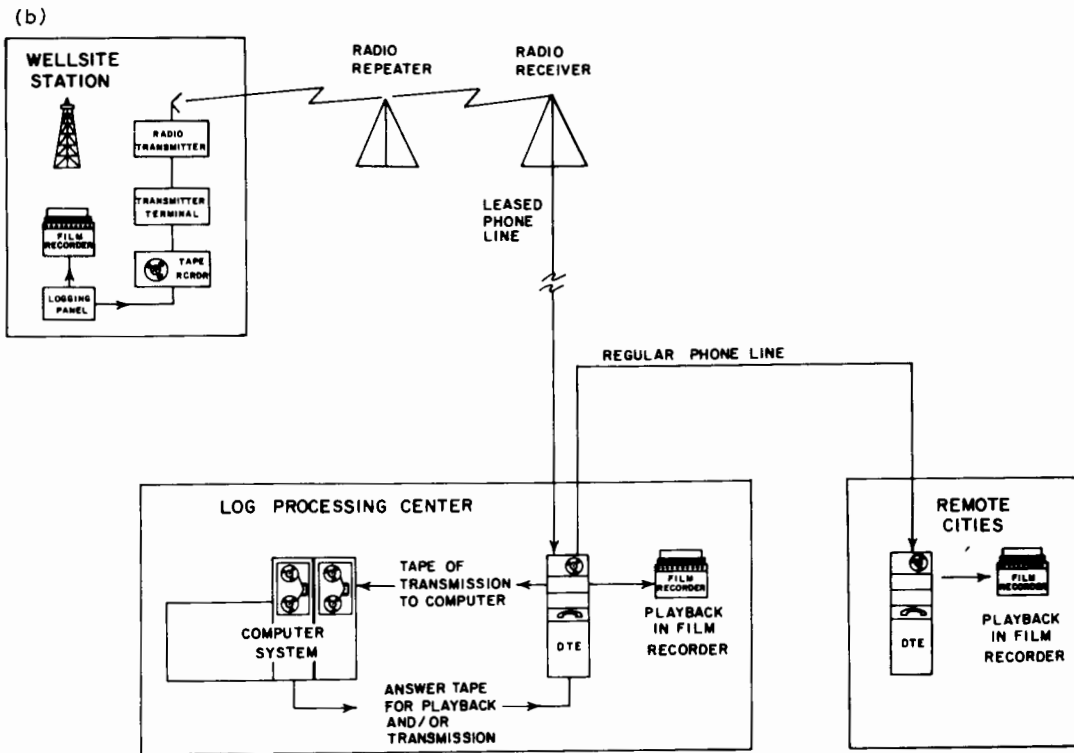 (b)
WELLSITE
STATION
RADIO
TRANSMITTER
TRANSMITTER
TERMINAL
FILM
RECORDER
TAPE
RCRDR
LOGGING
PANEL
RADIO
REPEATER
RADIO
RECEIVER
LEASED
PHONE
LINE
REGULAR PHONE LINE
LOG PROCESSING CENTER
COMPUTER
SYSTEM
TAPE OF
TRANSMISSION
TO COMPUTER
DTE
FILM
RECORDER
PLAYBACK
IN FILM
RECORDER
ANSWER TAPE
FOR PLAYBACK
AND/OR
TRANSMISSION
REMOTE
CITIES
DTE
FILM
RECORDER
PLAYBACK
IN FILM
RECORDER